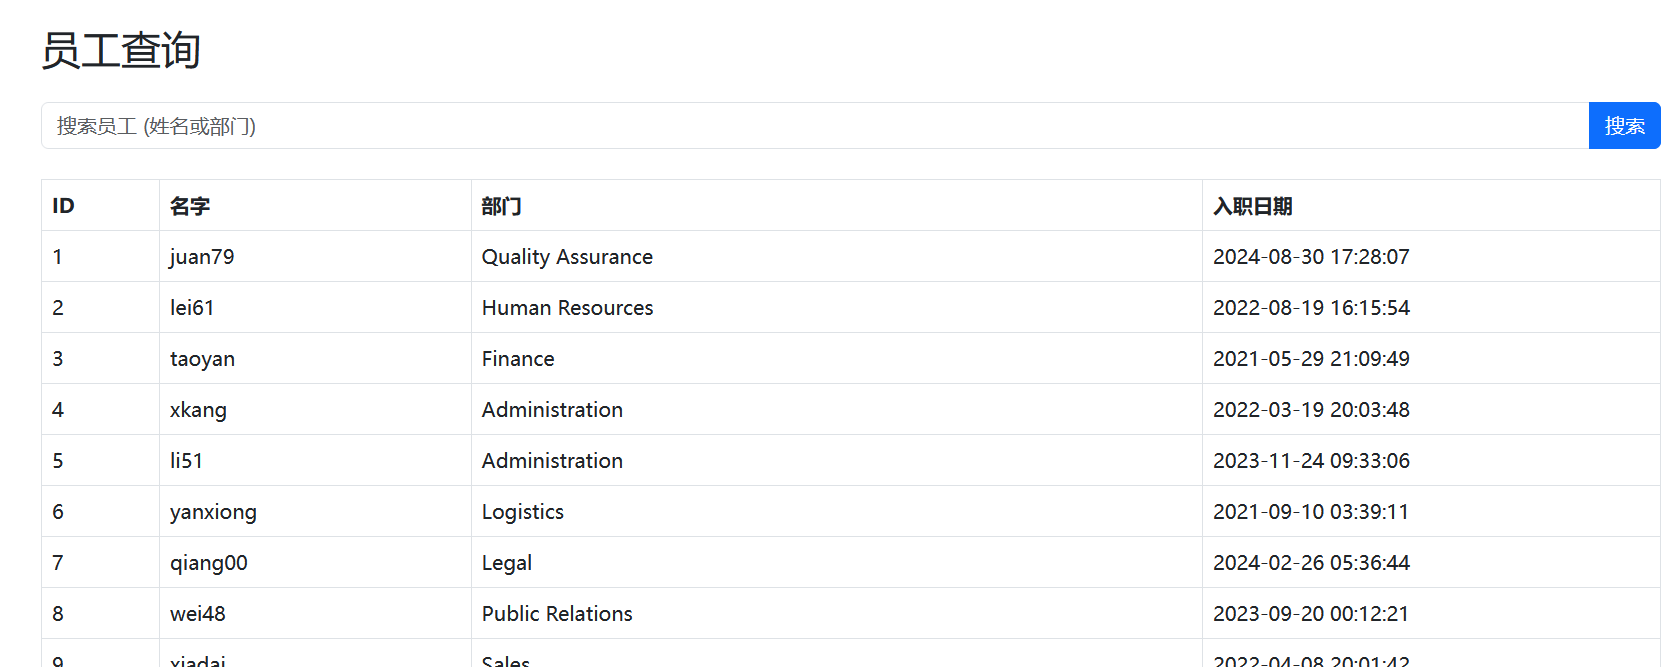 员工查询
搜索员工 (姓名或部门) 搜索
ID 名字 部门 入职日期
1 juan79 Quality Assurance 2024-08-30 17:28:07
2 lei61 Human Resources 2022-08-19 16:15:54
3 taoyan Finance 2021-05-29 21:09:49
4 xkang Administration 2022-03-19 20:03:48
5 li51 Administration 2023-11-24 09:33:06
6 yanxiong Logistics 2021-09-10 03:39:11
7 qiang00 Legal 2024-02-26 05:36:44
8 wei48 Public Relations 2023-09-20 00:12:21
9 xiadai Sales 2022-04-08 20:01:42